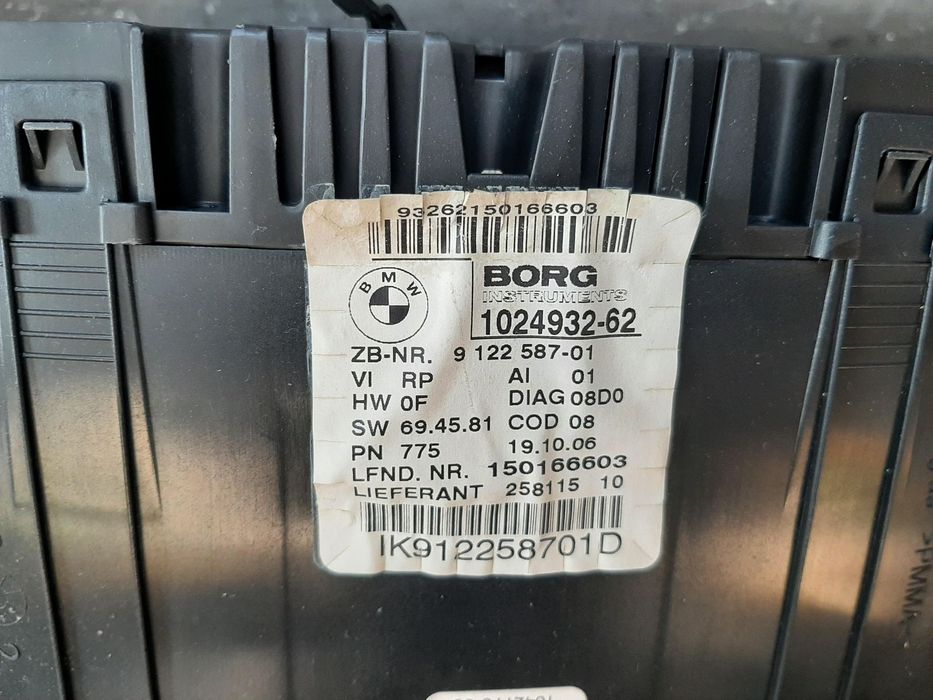 93262150166603
BMW
BORG
INSTRUMENTS
1024932-62
ZB-NR. 9 122 587-01
VI RP AI 01
HW 0F DIAG 08D0
SW 69.45.81 COD 08
PN 775 19.10.06
LFND. NR. 150166603
LIEFERANT 258115 10
IK912258701D
>PMMA<